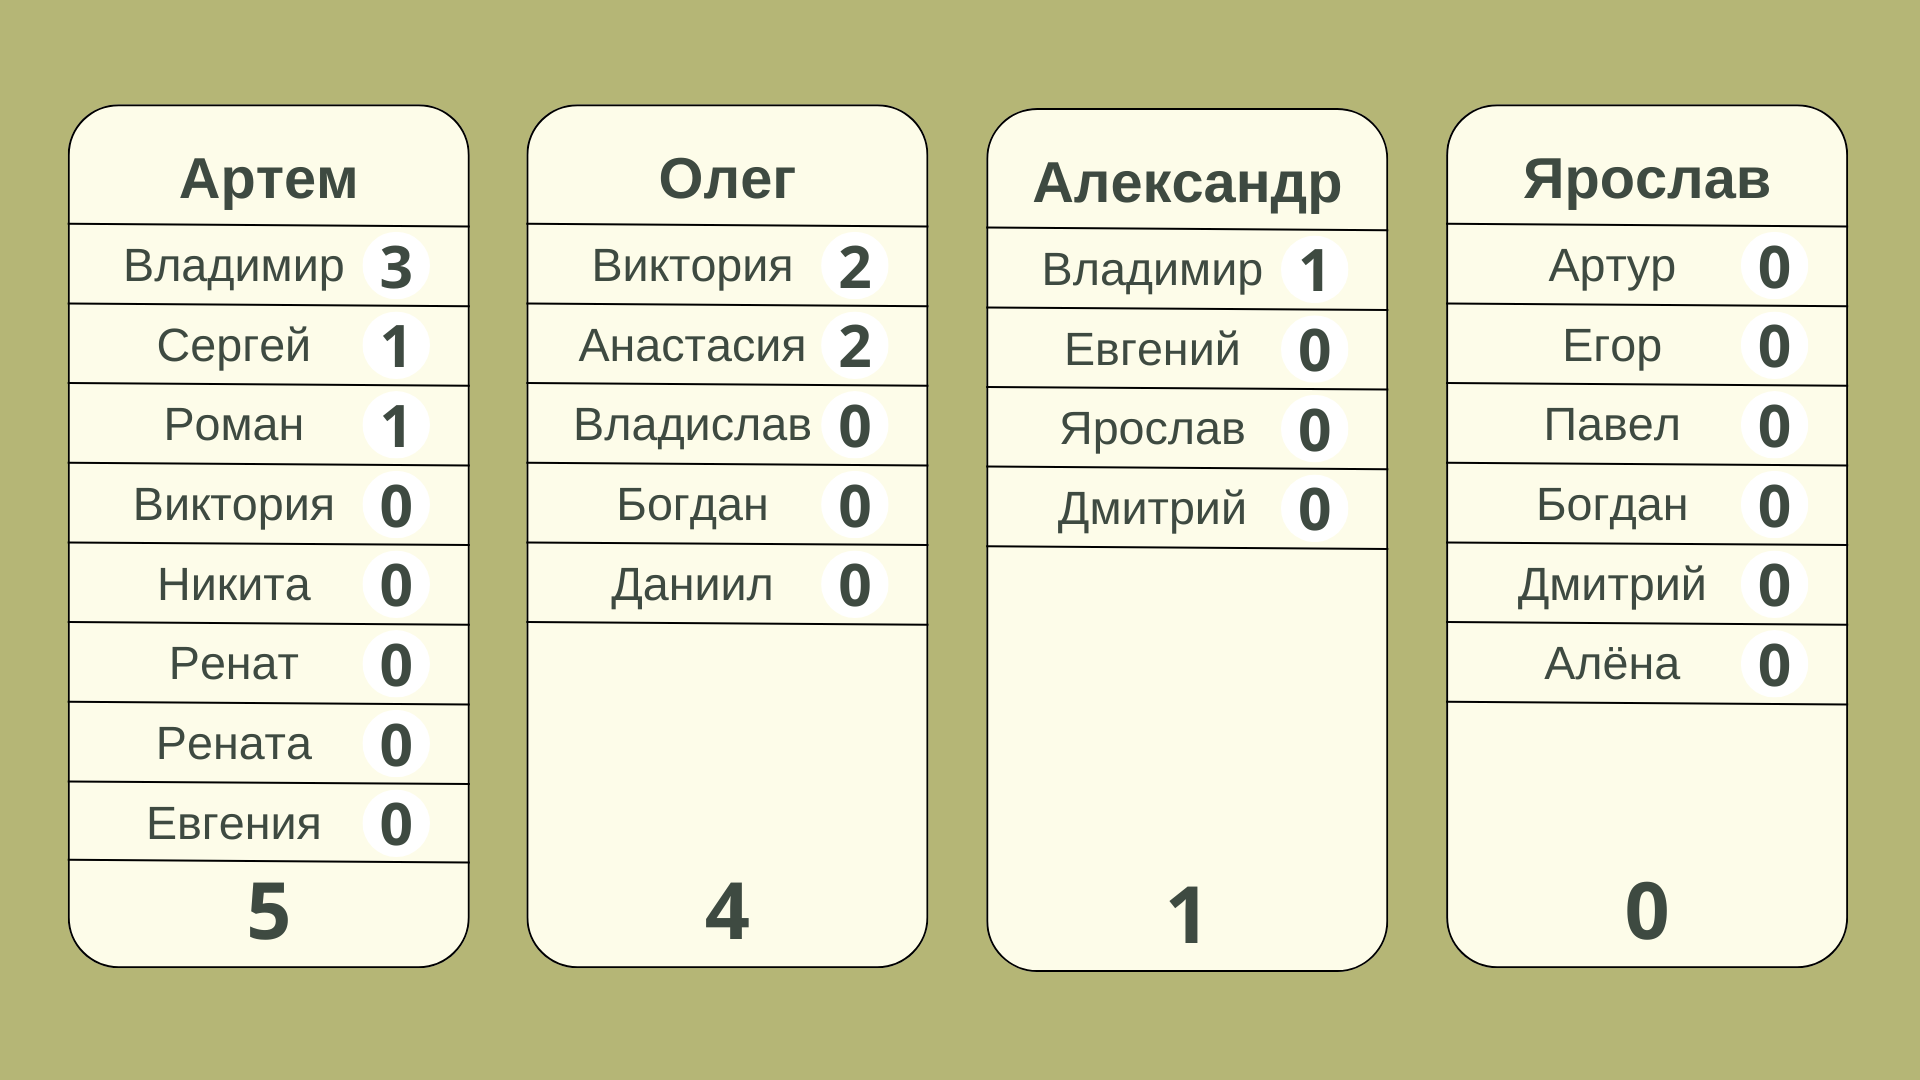 Артем
Владимир 3
Сергей 1
Роман 1
Виктория 0
Никита 0
Ренат 0
Рената 0
Евгения 0
5
Олег
Виктория 2
Анастасия 2
Владислав 0
Богдан 0
Даниил 0
4
Александр
Владимир 1
Евгений 0
Ярослав 0
Дмитрий 0
1
Ярослав
Артур 0
Егор 0
Павел 0
Богдан 0
Дмитрий 0
Алёна 0
0